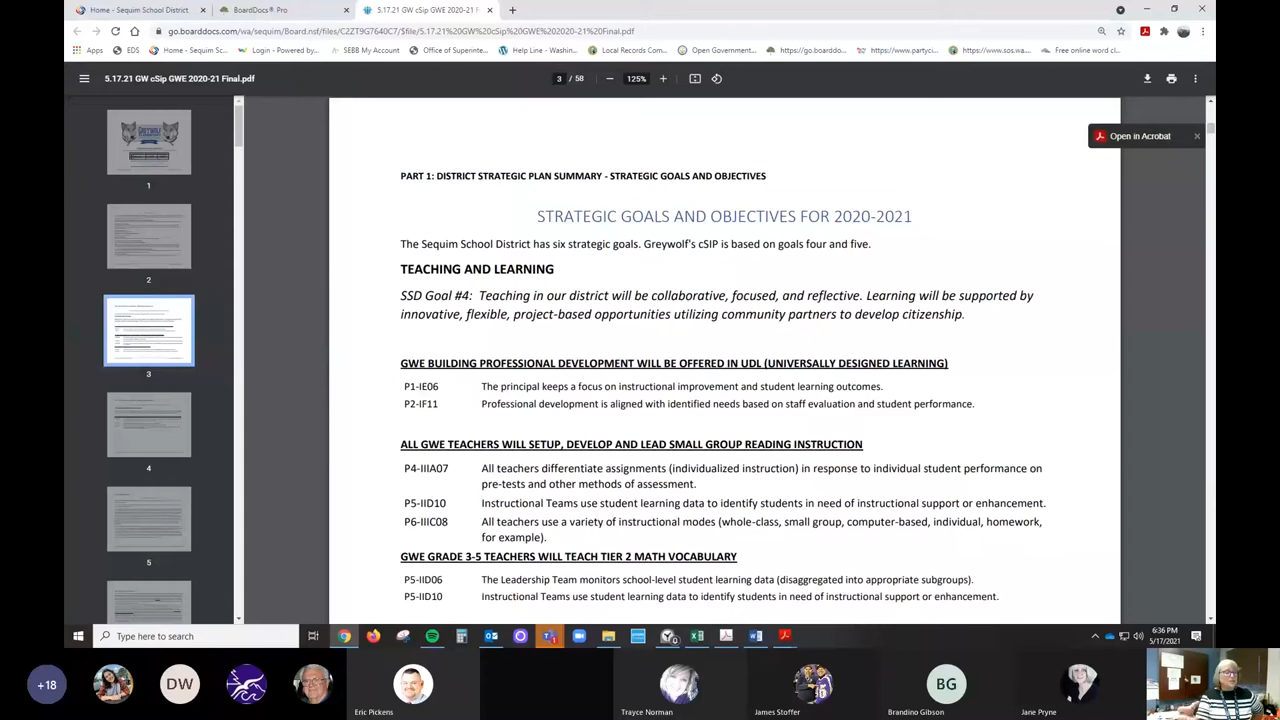 Home - Sequim School District
BoardDocs® Pro
5.17.21 GW cSip GWE 2020-21 F
go.boarddocs.com/wa/sequim/Board.nsf/files/C2ZT9G7640C7/$file/5.17.21%20GW%20cSip%20GWE%202020-21%20Final.pdf
Apps
EDS
Home - Sequim Sc...
Login - Powered by...
SEBB My Account
Office of Superinte...
Help Line - Washin...
Local Records Com...
Open Government...
https://go.boarddo...
https://www.partyci...
https://www.sos.wa...
Free online word cl...
5.17.21 GW cSip GWE 2020-21 Final.pdf
3 / 58
125%
Open in Acrobat
1
2
3
4
5
PART 1: DISTRICT STRATEGIC PLAN SUMMARY - STRATEGIC GOALS AND OBJECTIVES
STRATEGIC GOALS AND OBJECTIVES FOR 2020-2021
The Sequim School District has six strategic goals. Greywolf's cSIP is based on goals four and five.
TEACHING AND LEARNING
SSD Goal #4: Teaching in our district will be collaborative, focused, and reflective. Learning will be supported by
innovative, flexible, project-based opportunities utilizing community partners to develop citizenship.
GWE BUILDING PROFESSIONAL DEVELOPMENT WILL BE OFFERED IN UDL (UNIVERSALLY DESIGNED LEARNING)
P1-IE06 The principal keeps a focus on instructional improvement and student learning outcomes.
P2-IF11 Professional development is aligned with identified needs based on staff evaluation and student performance.
ALL GWE TEACHERS WILL SETUP, DEVELOP AND LEAD SMALL GROUP READING INSTRUCTION
P4-IIIA07 All teachers differentiate assignments (individualized instruction) in response to individual student performance on
pre-tests and other methods of assessment.
P5-IID10 Instructional Teams use student learning data to identify students in need of instructional support or enhancement.
P6-IIIC08 All teachers use a variety of instructional modes (whole-class, small group, computer-based, individual, homework,
for example).
GWE GRADE 3-5 TEACHERS WILL TEACH TIER 2 MATH VOCABULARY
P5-IID06 The Leadership Team monitors school-level student learning data (disaggregated into appropriate subgroups).
P5-IID10 Instructional Teams use student learning data to identify students in need of instructional support or enhancement.
Type here to search
6:36 PM
5/17/2021
+18
DW
BG
Eric Pickens
Trayce Norman
James Stoffer
Brandino Gibson
Jane Pryne